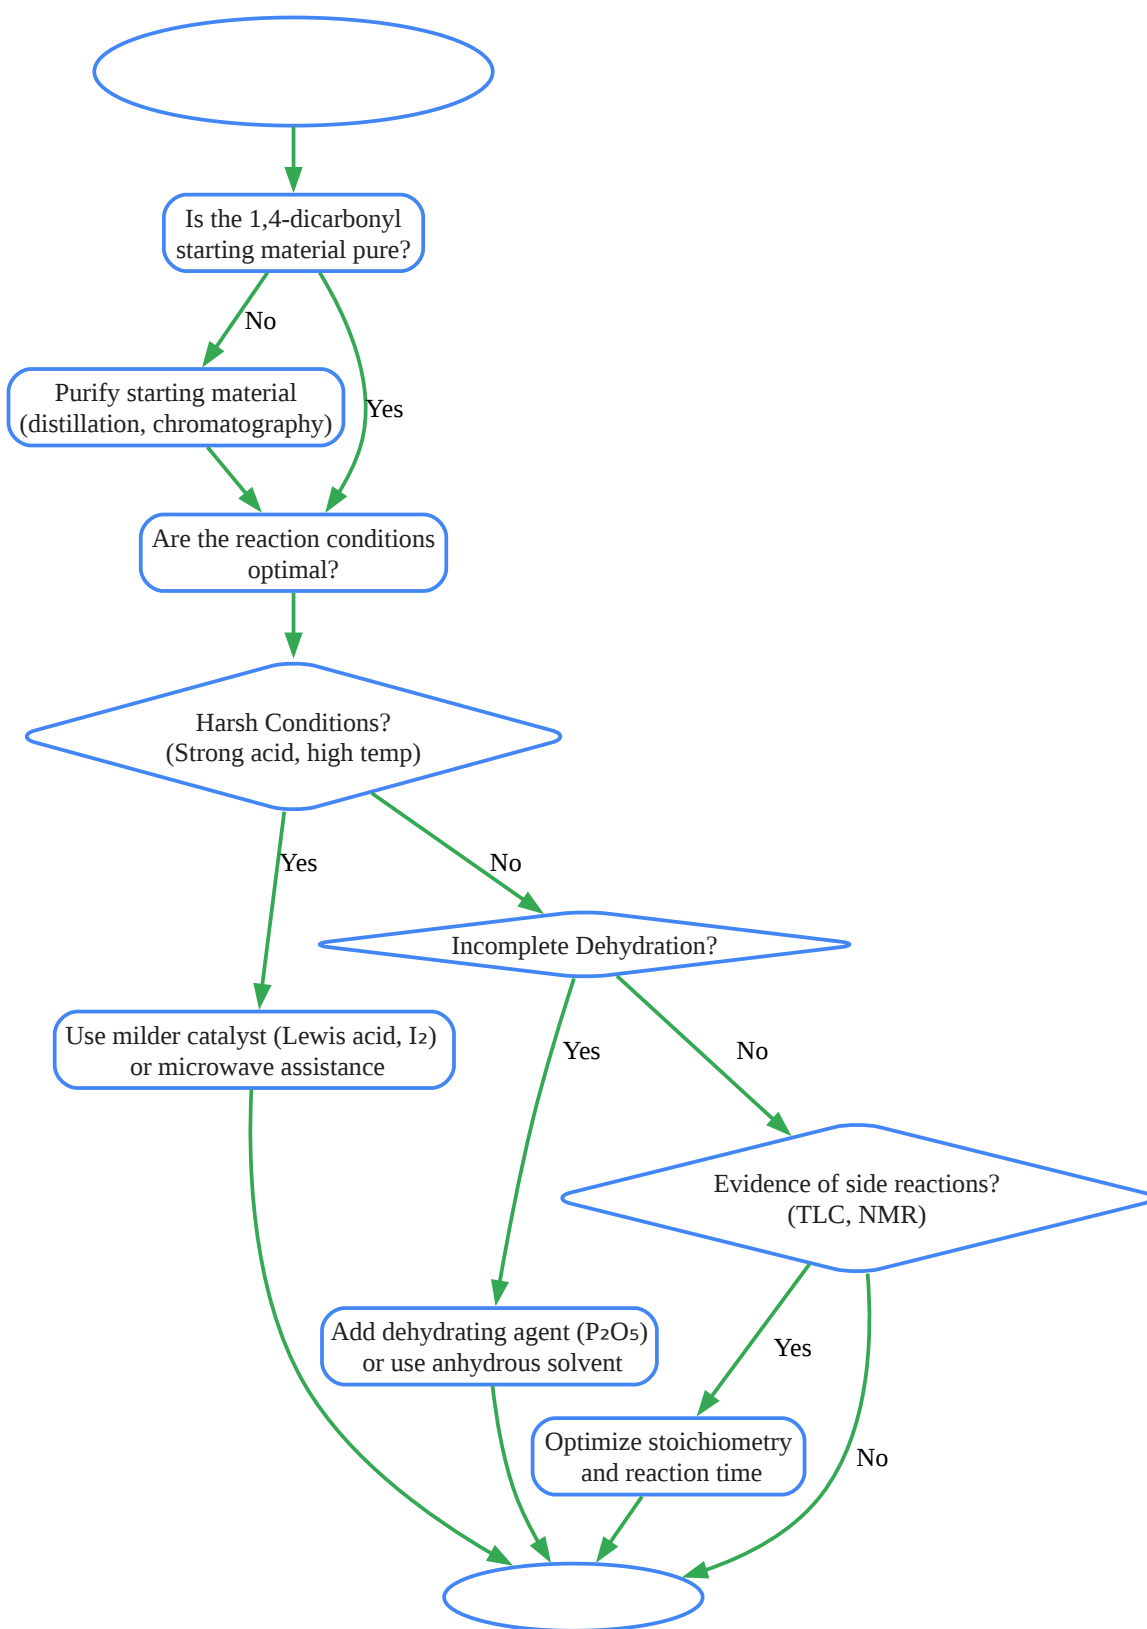 Is the 1,4-dicarbonyl
starting material pure?
No
Purify starting material
(distillation, chromatography)
Yes
Are the reaction conditions
optimal?
Harsh Conditions?
(Strong acid, high temp)
Yes
No
Incomplete Dehydration?
Use milder catalyst (Lewis acid, I₂)
or microwave assistance
Yes
No
Evidence of side reactions?
(TLC, NMR)
Add dehydrating agent (P₂O₅)
or use anhydrous solvent
Yes
Optimize stoichiometry
and reaction time
No